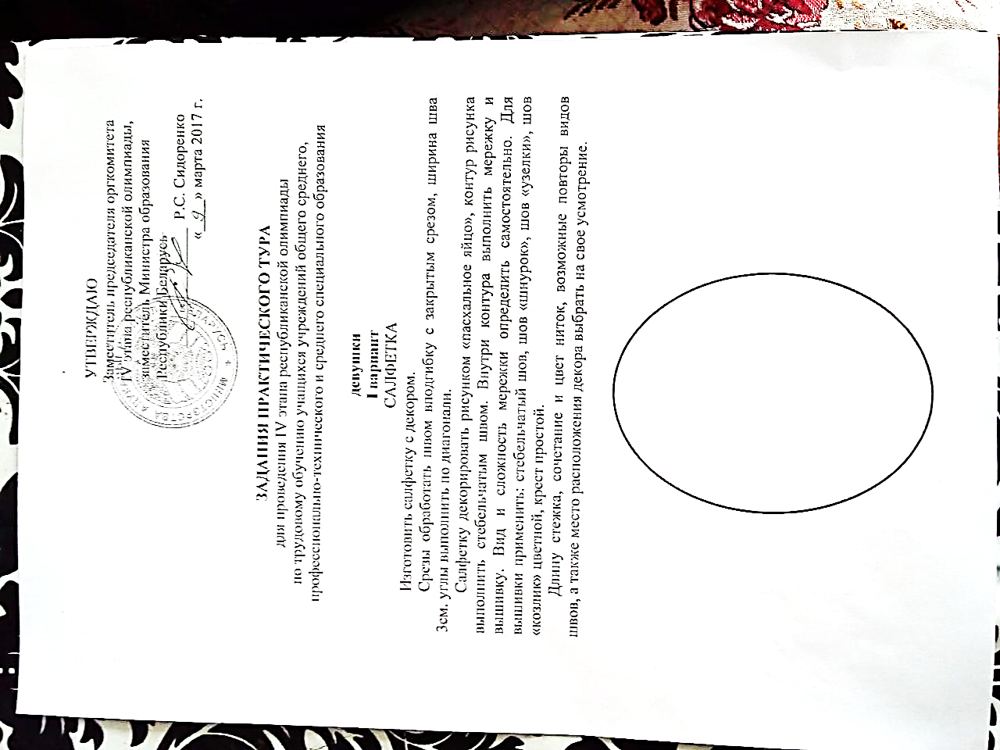 УТВЕРЖДАЮ
Заместитель председателя оргкомитета
IV этапа республиканской олимпиады,
заместитель Министра образования
Республики Беларусь
Р.С. Сидоренко
« 9 » марта 2017 г.
МИНІСТЭРСТВА АДУКАЦЫІ БЕЛАРУСЬ
ЗАДАНИЯ ПРАКТИЧЕСКОГО ТУРА
для проведения IV этапа республиканской олимпиады
по трудовому обучению учащихся учреждений общего среднего,
профессионально-технического и среднего специального образования
девушки
I вариант
САЛФЕТКА
Изготовить салфетку с декором.
Срезы обработать швом вподгибку с закрытым срезом, ширина шва
3см. углы выполнить по диагонали.
Салфетку декорировать рисунком «пасхальное яйцо», контур рисунка
выполнить стебельчатым швом. Внутри контура выполнить мережку и
вышивку. Вид и сложность мережки определить самостоятельно. Для
вышивки применить: стебельчатый шов, шов «шнурок», шов «узелки», шов
«козлик» цветной, крест простой.
Длину стежка, сочетание и цвет ниток, возможные повторы видов
швов, а также место расположения декора выбрать на свое усмотрение.